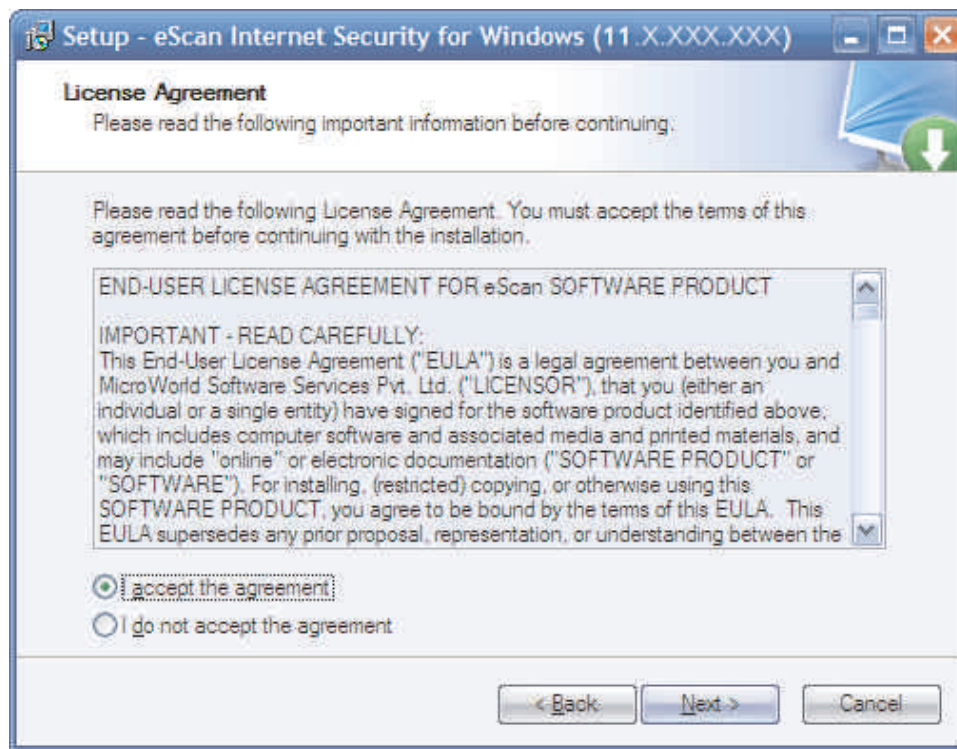 Setup - eScan Internet Security for Windows (11.X.XXX.XXX)
License Agreement
Please read the following important information before continuing.
Please read the following License Agreement. You must accept the terms of this
agreement before continuing with the installation.
END-USER LICENSE AGREEMENT FOR eScan SOFTWARE PRODUCT
IMPORTANT - READ CAREFULLY:
This End-User License Agreement ("EULA") is a legal agreement between you and
MicroWorld Software Services Pvt. Ltd. ("LICENSOR"), that you (either an
individual or a single entity) have signed for the software product identified above,
which includes computer software and associated media and printed materials, and
may include "online" or electronic documentation ("SOFTWARE PRODUCT" or
"SOFTWARE"). For installing, (restricted) copying, or otherwise using this
SOFTWARE PRODUCT, you agree to be bound by the terms of this EULA. This
EULA supersedes any prior proposal, representation, or understanding between the
I accept the agreement
I do not accept the agreement
< Back
Next >
Cancel